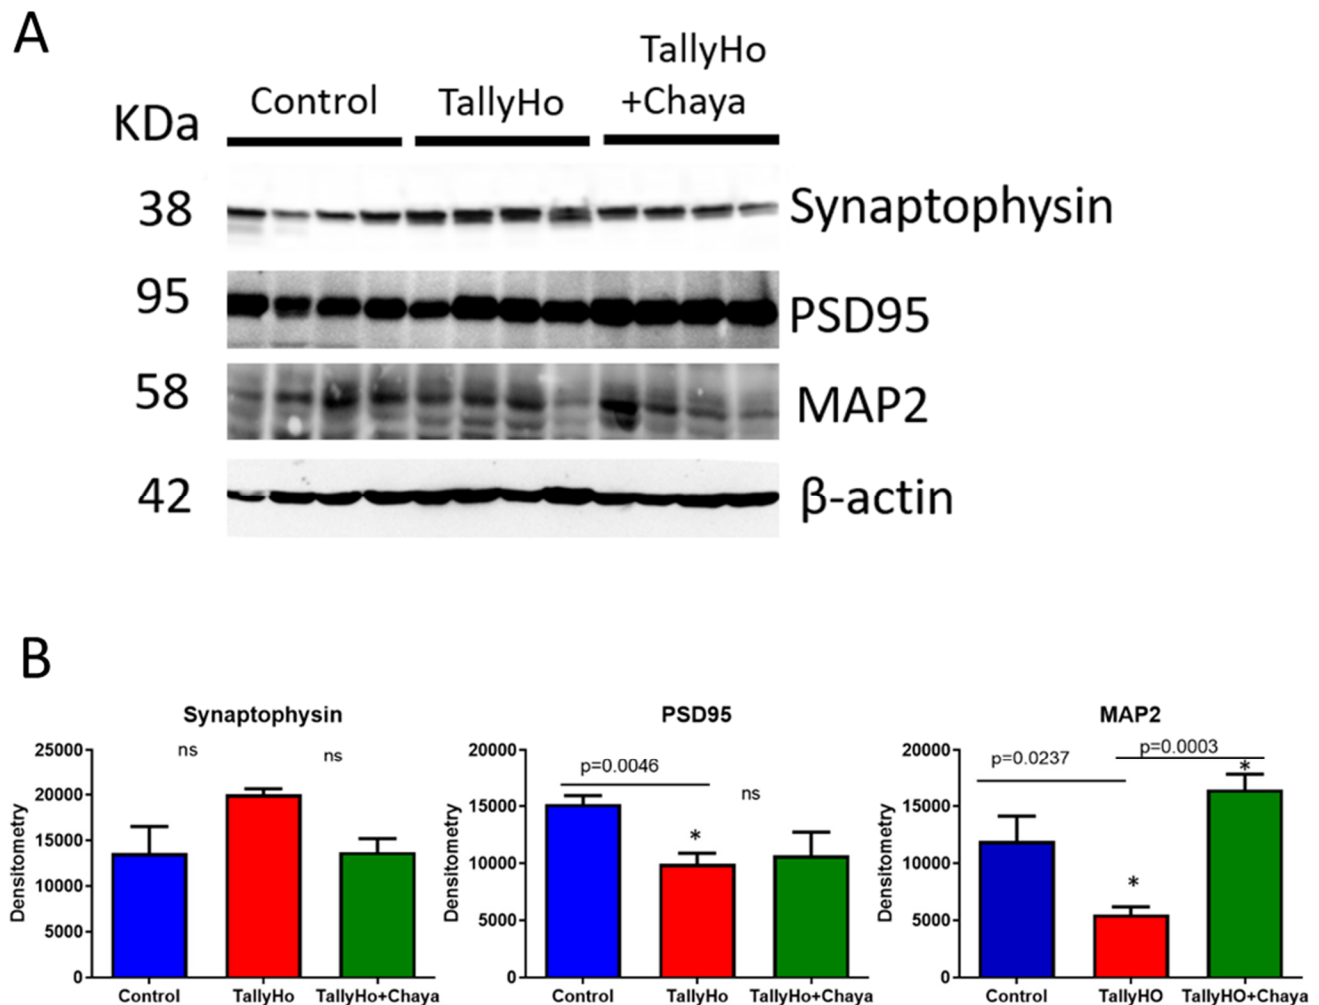 A
TallyHo
Control TallyHo +Chaya
KDa
38 Synaptophysin
95 PSD95
58 MAP2
42 β-actin
B
Synaptophysin
ns ns
25000
20000
15000
10000
5000
0
Densitometry
Control TallyHo TallyHo+Chaya
PSD95
p=0.0046
ns
*
20000
15000
10000
5000
0
Densitometry
Control TallyHo TallyHo+Chaya
MAP2
p=0.0237 p=0.0003
*
*
20000
15000
10000
5000
0
Densitometry
Control TallyHO TallyHO+Chaya